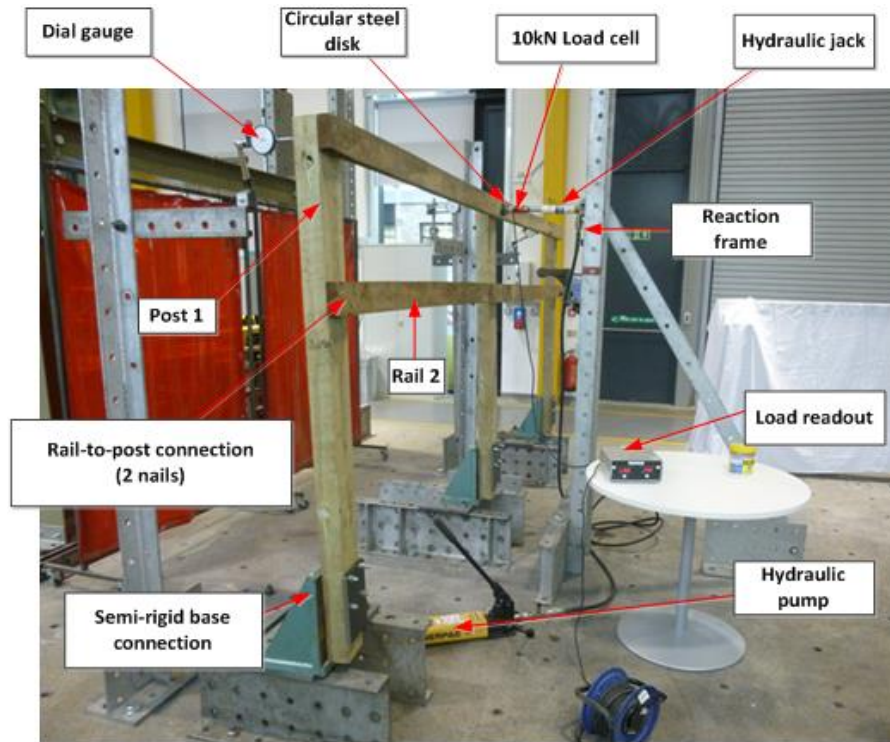 Dial gauge
Circular steel
disk
10kN Load cell
Hydraulic jack
Reaction
frame
Post 1
Rail 2
Rail-to-post connection
(2 nails)
Load readout
Semi-rigid base
connection
Hydraulic
pump